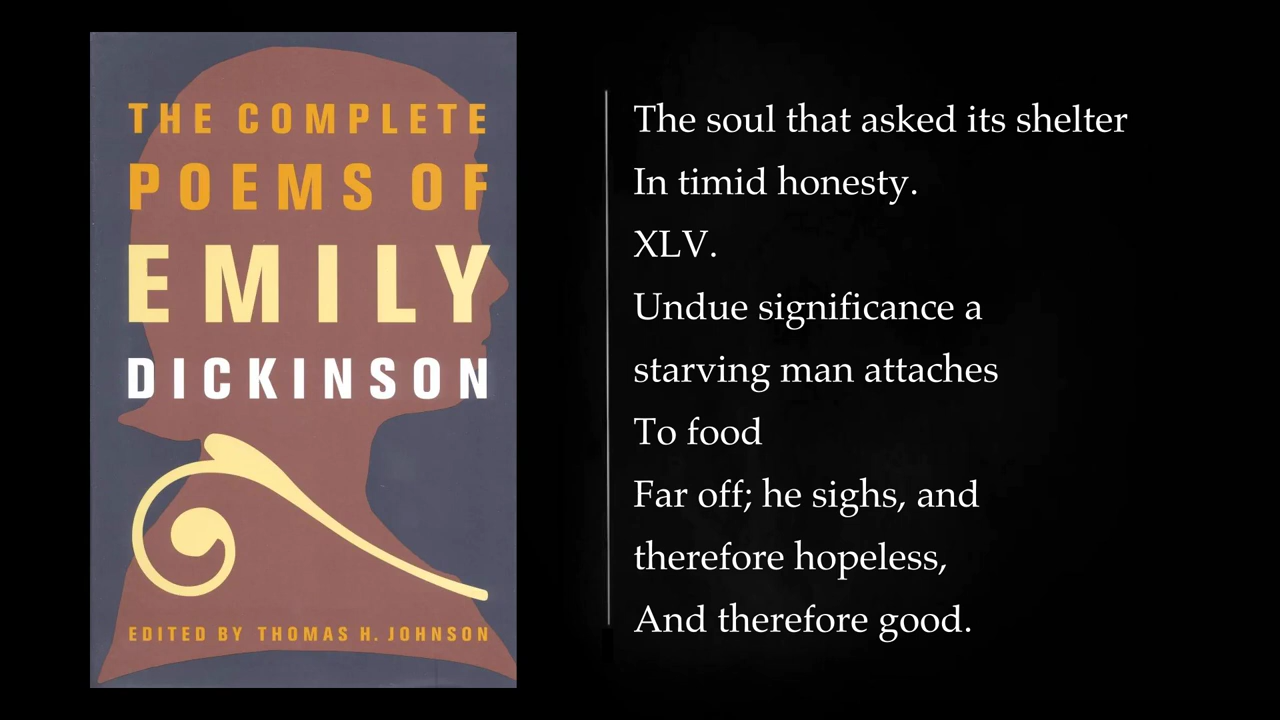 THE COMPLETE
POEMS OF
EMILY
DICKINSON
EDITED BY THOMAS H. JOHNSON
The soul that asked its shelter
In timid honesty.
XLV.
Undue significance a
starving man attaches
To food
Far off; he sighs, and
therefore hopeless,
And therefore good.